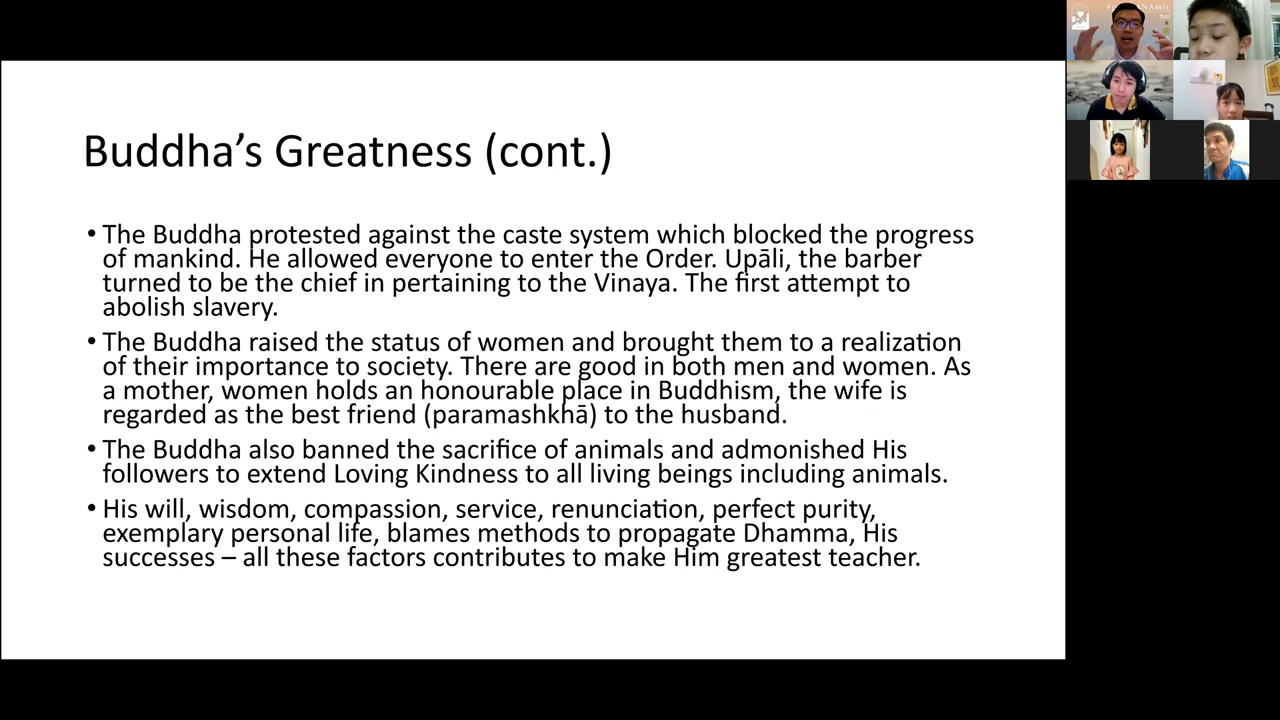 Buddha’s Greatness (cont.)
• The Buddha protested against the caste system which blocked the progress
of mankind. He allowed everyone to enter the Order. Upāli, the barber
turned to be the chief in pertaining to the Vinaya. The first attempt to
abolish slavery.
• The Buddha raised the status of women and brought them to a realization
of their importance to society. There are good in both men and women. As
a mother, women holds an honourable place in Buddhism, the wife is
regarded as the best friend (paramashkhā) to the husband.
• The Buddha also banned the sacrifice of animals and admonished His
followers to extend Loving Kindness to all living beings including animals.
• His will, wisdom, compassion, service, renunciation, perfect purity,
exemplary personal life, blames methods to propagate Dhamma, His
successes – all these factors contributes to make Him greatest teacher.